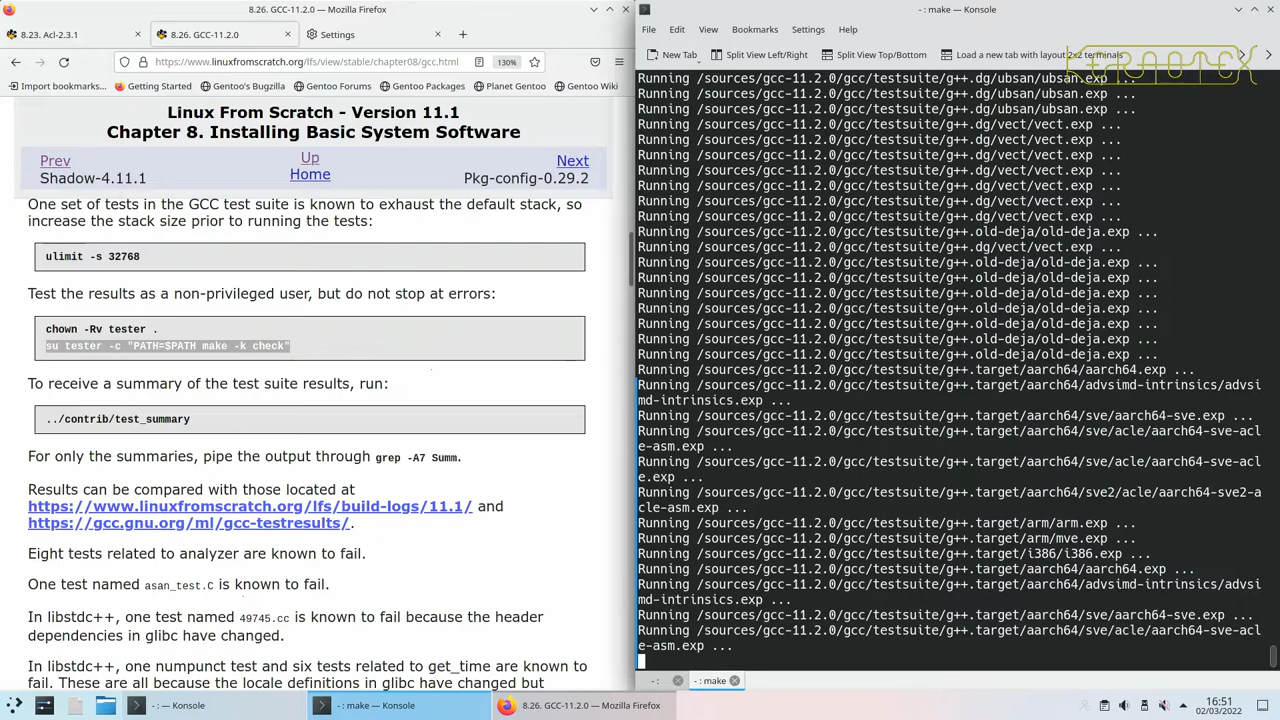 8.26. GCC-11.2.0 — Mozilla Firefox
8.23. Acl-2.3.1
8.26. GCC-11.2.0
Settings
https://www.linuxfromscratch.org/lfs/view/stable/chapter08/gcc.html
130%
Import bookmarks...
Getting Started
Gentoo's Bugzilla
Gentoo Forums
Gentoo Packages
Planet Gentoo
Gentoo Wiki
Linux From Scratch - Version 11.1
Chapter 8. Installing Basic System Software
Prev
Up
Next
Shadow-4.11.1
Home
Pkg-config-0.29.2
One set of tests in the GCC test suite is known to exhaust the default stack, so
increase the stack size prior to running the tests:
ulimit -s 32768
Test the results as a non-privileged user, but do not stop at errors:
chown -Rv tester .
su tester -c "PATH=$PATH make -k check"
To receive a summary of the test suite results, run:
../contrib/test_summary
For only the summaries, pipe the output through grep -A7 Summ.
Results can be compared with those located at
https://www.linuxfromscratch.org/lfs/build-logs/11.1/ and
https://gcc.gnu.org/ml/gcc-testresults/.
Eight tests related to analyzer are known to fail.
One test named asan_test.C is known to fail.
In libstdc++, one test named 49745.cc is known to fail because the header
dependencies in glibc have changed.
In libstdc++, one numpunct test and six tests related to get_time are known to
fail. These are all because the locale definitions in glibc have changed but
- : make — Konsole
File Edit View Bookmarks Settings Help
New Tab
Split View Left/Right
Split View Top/Bottom
Load a new tab with layout 2x2 terminals
KERNOTEX
Running /sources/gcc-11.2.0/gcc/testsuite/g++.dg/ubsan/ubsan.exp ...
Running /sources/gcc-11.2.0/gcc/testsuite/g++.dg/ubsan/ubsan.exp ...
Running /sources/gcc-11.2.0/gcc/testsuite/g++.dg/ubsan/ubsan.exp ...
Running /sources/gcc-11.2.0/gcc/testsuite/g++.dg/vect/vect.exp ...
Running /sources/gcc-11.2.0/gcc/testsuite/g++.dg/vect/vect.exp ...
Running /sources/gcc-11.2.0/gcc/testsuite/g++.dg/vect/vect.exp ...
Running /sources/gcc-11.2.0/gcc/testsuite/g++.dg/vect/vect.exp ...
Running /sources/gcc-11.2.0/gcc/testsuite/g++.dg/vect/vect.exp ...
Running /sources/gcc-11.2.0/gcc/testsuite/g++.dg/vect/vect.exp ...
Running /sources/gcc-11.2.0/gcc/testsuite/g++.dg/vect/vect.exp ...
Running /sources/gcc-11.2.0/gcc/testsuite/g++.old-deja/old-deja.exp ...
Running /sources/gcc-11.2.0/gcc/testsuite/g++.dg/vect/vect.exp ...
Running /sources/gcc-11.2.0/gcc/testsuite/g++.old-deja/old-deja.exp ...
Running /sources/gcc-11.2.0/gcc/testsuite/g++.old-deja/old-deja.exp ...
Running /sources/gcc-11.2.0/gcc/testsuite/g++.old-deja/old-deja.exp ...
Running /sources/gcc-11.2.0/gcc/testsuite/g++.old-deja/old-deja.exp ...
Running /sources/gcc-11.2.0/gcc/testsuite/g++.old-deja/old-deja.exp ...
Running /sources/gcc-11.2.0/gcc/testsuite/g++.old-deja/old-deja.exp ...
Running /sources/gcc-11.2.0/gcc/testsuite/g++.old-deja/old-deja.exp ...
Running /sources/gcc-11.2.0/gcc/testsuite/g++.target/aarch64/aarch64.exp ...
Running /sources/gcc-11.2.0/gcc/testsuite/g++.target/aarch64/advsimd-intrinsics/advsi
md-intrinsics.exp ...
Running /sources/gcc-11.2.0/gcc/testsuite/g++.target/aarch64/sve/aarch64-sve.exp ...
Running /sources/gcc-11.2.0/gcc/testsuite/g++.target/aarch64/sve/acle/aarch64-sve-acl
e-asm.exp ...
Running /sources/gcc-11.2.0/gcc/testsuite/g++.target/aarch64/sve/acle/aarch64-sve-acl
e.exp ...
Running /sources/gcc-11.2.0/gcc/testsuite/g++.target/aarch64/sve2/acle/aarch64-sve2-a
cle-asm.exp ...
Running /sources/gcc-11.2.0/gcc/testsuite/g++.target/arm/arm.exp ...
Running /sources/gcc-11.2.0/gcc/testsuite/g++.target/arm/mve.exp ...
Running /sources/gcc-11.2.0/gcc/testsuite/g++.target/i386/i386.exp ...
Running /sources/gcc-11.2.0/gcc/testsuite/g++.target/aarch64/aarch64.exp ...
Running /sources/gcc-11.2.0/gcc/testsuite/g++.target/aarch64/advsimd-intrinsics/advsi
md-intrinsics.exp ...
Running /sources/gcc-11.2.0/gcc/testsuite/g++.target/aarch64/sve/aarch64-sve.exp ...
Running /sources/gcc-11.2.0/gcc/testsuite/g++.target/aarch64/sve/acle/aarch64-sve-acl
e-asm.exp ...
- :
- : make
- : — Konsole
- : make — Konsole
8.26. GCC-11.2.0 — Mozilla Firefox
16:51
02/03/2022